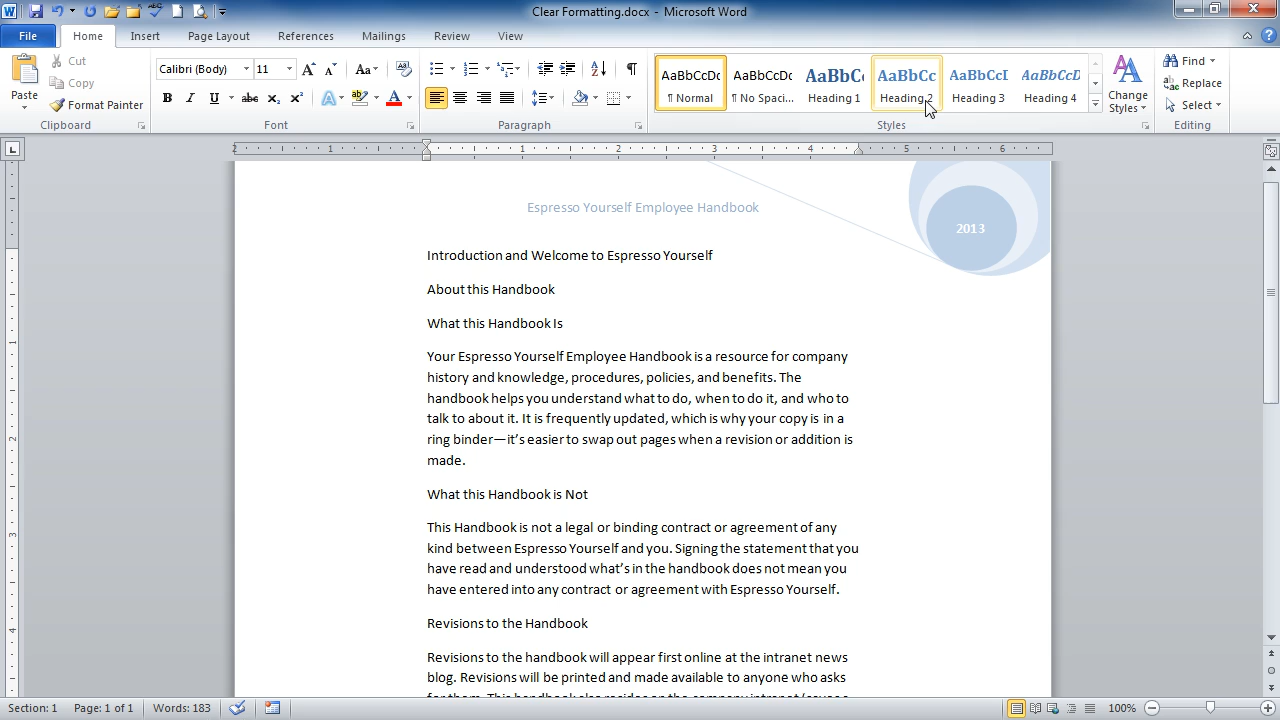 Clear Formatting.docx - Microsoft Word
File Home Insert Page Layout References Mailings Review View
Paste
Cut
Copy
Format Painter
Clipboard
Calibri (Body) 11
Font
Paragraph
AaBbCcDc AaBbCcDc AaBbCc AaBbCc AaBbCcI AaBbCcD
¶ Normal ¶ No Spaci... Heading 1 Heading 2 Heading 3 Heading 4
Styles
Change
Styles
Find
Replace
Select
Editing
2 1 1 2 3 4 5 6
Espresso Yourself Employee Handbook
2013
Introduction and Welcome to Espresso Yourself
About this Handbook
What this Handbook Is
Your Espresso Yourself Employee Handbook is a resource for company
history and knowledge, procedures, policies, and benefits. The
handbook helps you understand what to do, when to do it, and who to
talk to about it. It is frequently updated, which is why your copy is in a
ring binder—it's easier to swap out pages when a revision or addition is
made.
What this Handbook is Not
This Handbook is not a legal or binding contract or agreement of any
kind between Espresso Yourself and you. Signing the statement that you
have read and understood what's in the handbook does not mean you
have entered into any contract or agreement with Espresso Yourself.
Revisions to the Handbook
Revisions to the handbook will appear first online at the intranet news
blog. Revisions will be printed and made available to anyone who asks
Section: 1 Page: 1 of 1 Words: 183 100%